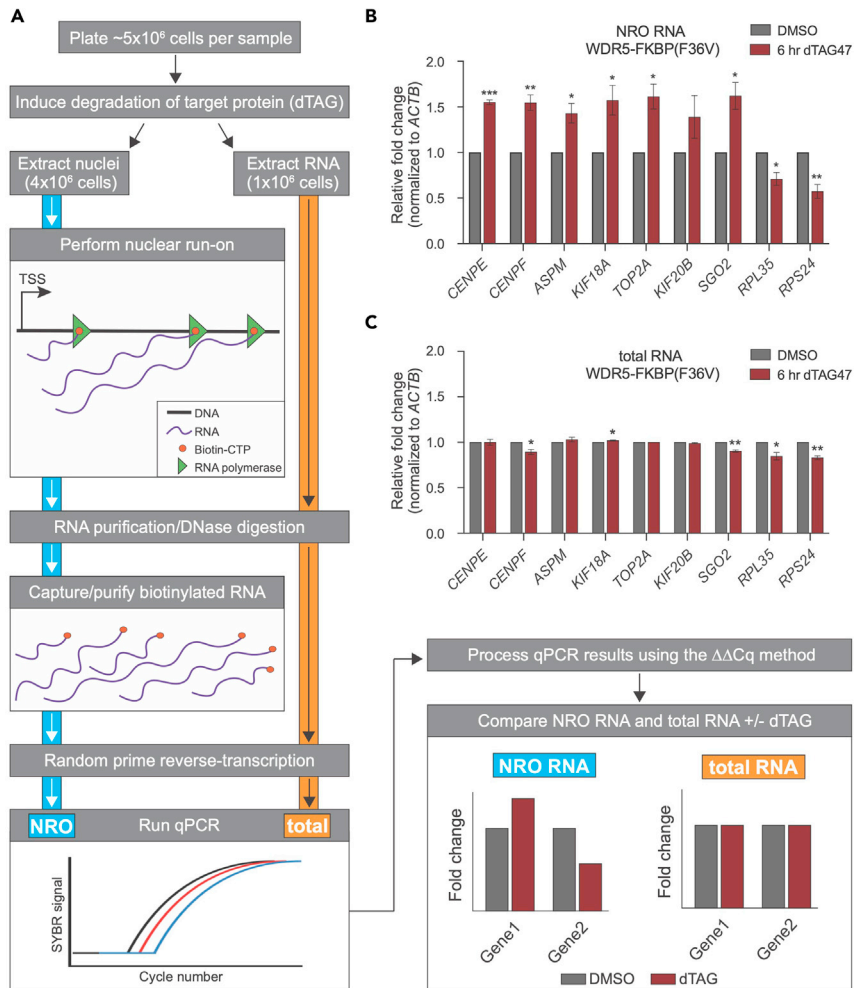 A
Plate ~5x10⁶ cells per sample
Induce degradation of target protein (dTAG)
Extract nuclei
(4x10⁶ cells)
Extract RNA
(1x10⁶ cells)
Perform nuclear run-on
TSS
DNA
RNA
Biotin-CTP
RNA polymerase
RNA purification/DNase digestion
Capture/purify biotinylated RNA
Random prime reverse-transcription
NRO
Run qPCR
total
SYBR signal
Cycle number
B
NRO RNA
WDR5-FKBP(F36V)
DMSO
6 hr dTAG47
Relative fold change
(normalized to ACTB)
2.0
1.5
1.0
0.5
0.0
***
**
*
*
*
*
*
**
CENPE
CENPF
ASPM
KIF18A
TOP2A
KIF20B
SGO2
RPL35
RPS24
C
total RNA
WDR5-FKBP(F36V)
DMSO
6 hr dTAG47
Relative fold change
(normalized to ACTB)
2.0
1.5
1.0
0.5
0.0
*
*
**
*
**
CENPE
CENPF
ASPM
KIF18A
TOP2A
KIF20B
SGO2
RPL35
RPS24
Process qPCR results using the ΔΔCq method
Compare NRO RNA and total RNA +/- dTAG
NRO RNA
total RNA
Fold change
Gene1
Gene2
Fold change
Gene1
Gene2
DMSO
dTAG